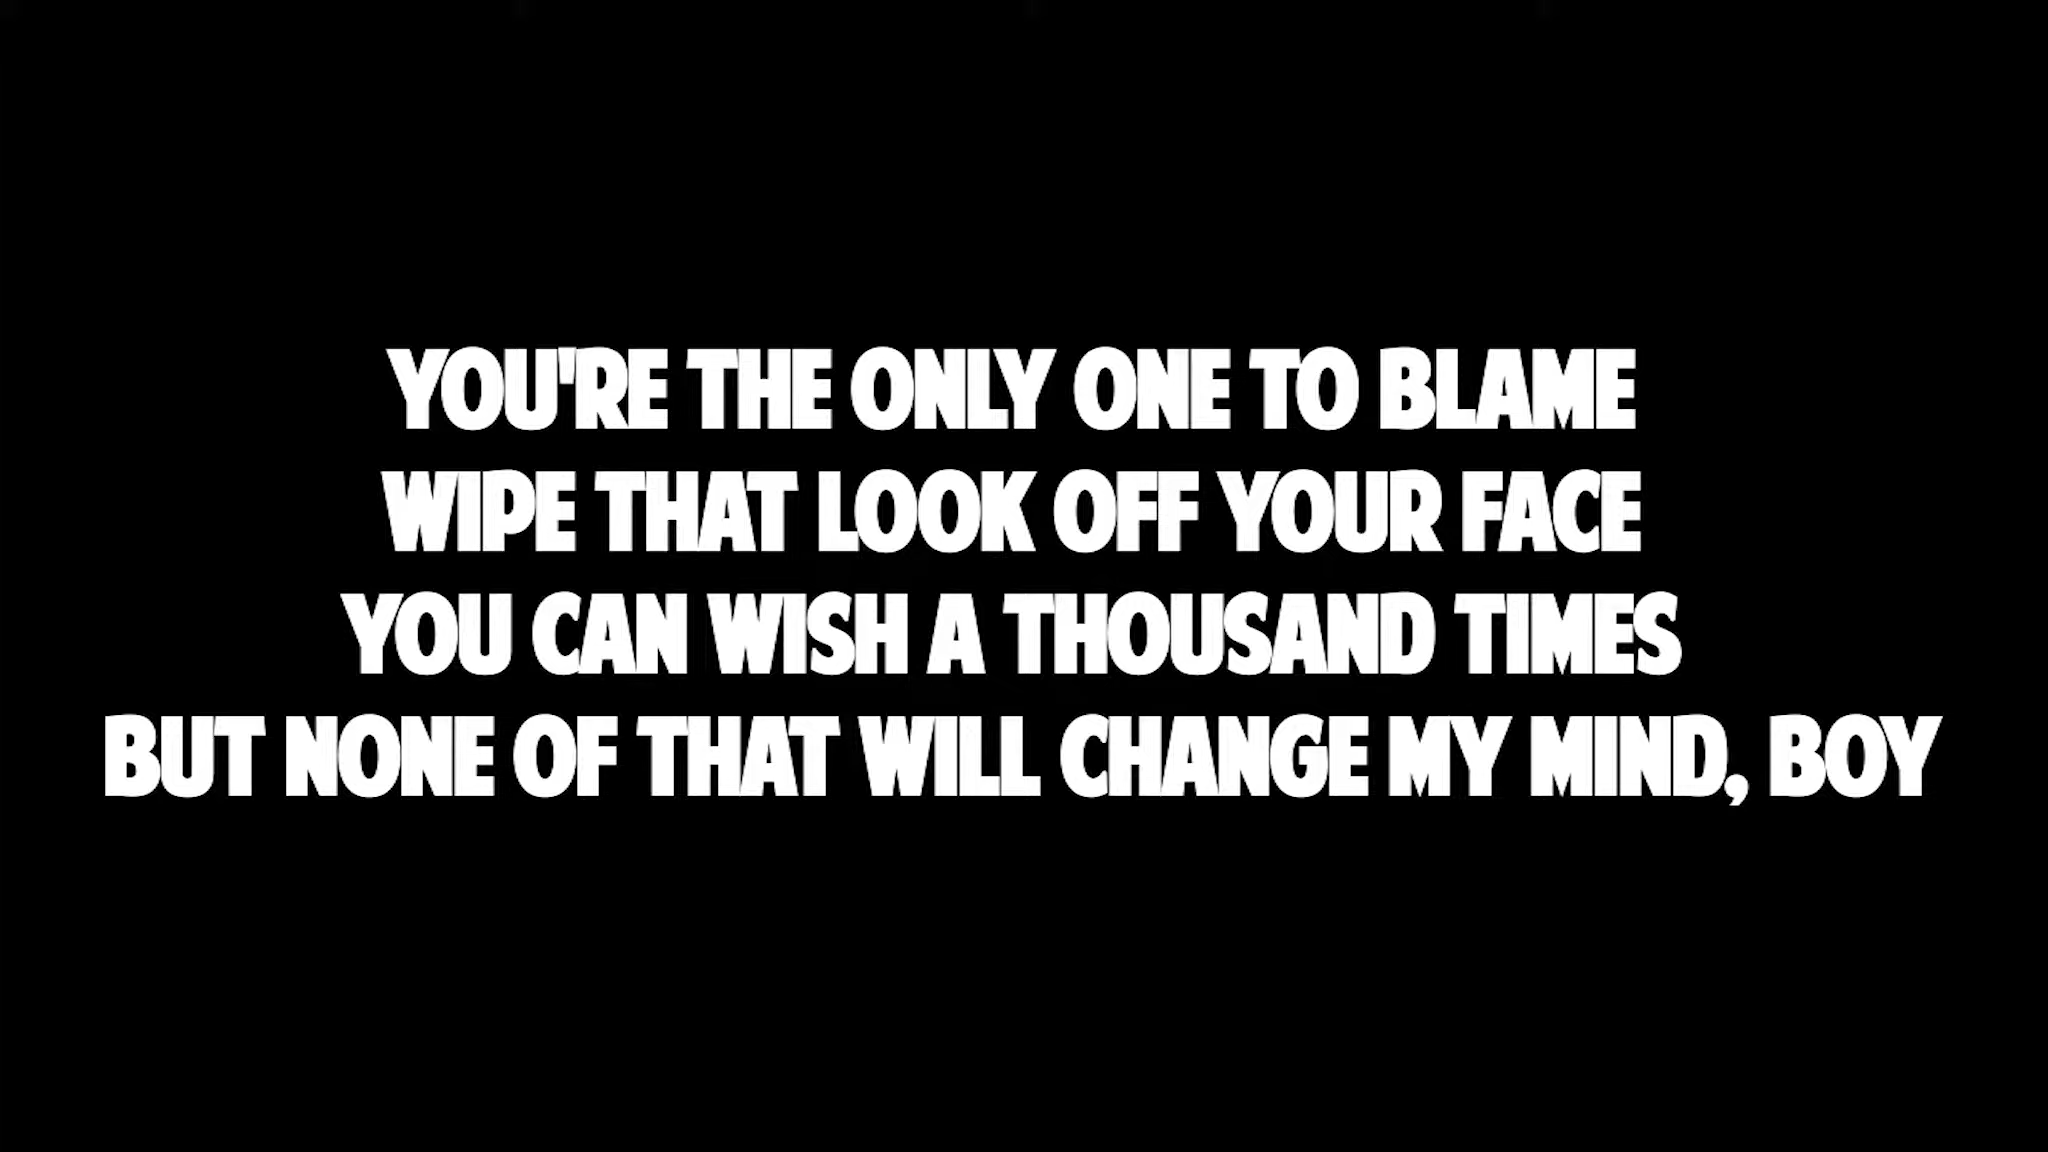 YOU'RE THE ONLY ONE TO BLAME
WIPE THAT LOOK OFF YOUR FACE
YOU CAN WISH A THOUSAND TIMES
BUT NONE OF THAT WILL CHANGE MY MIND, BOY